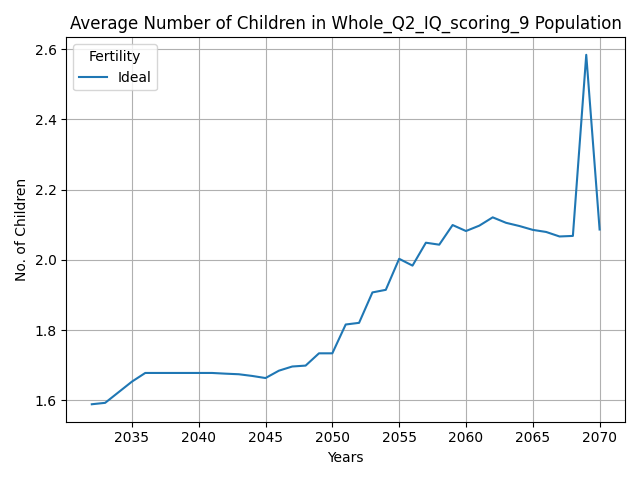 Average Number of Children in Whole_Q2_IQ_scoring_9 Population
Fertility
Ideal
2.6
2.4
2.2
2.0
1.8
1.6
No. of Children
2035 2040 2045 2050 2055 2060 2065 2070
Years